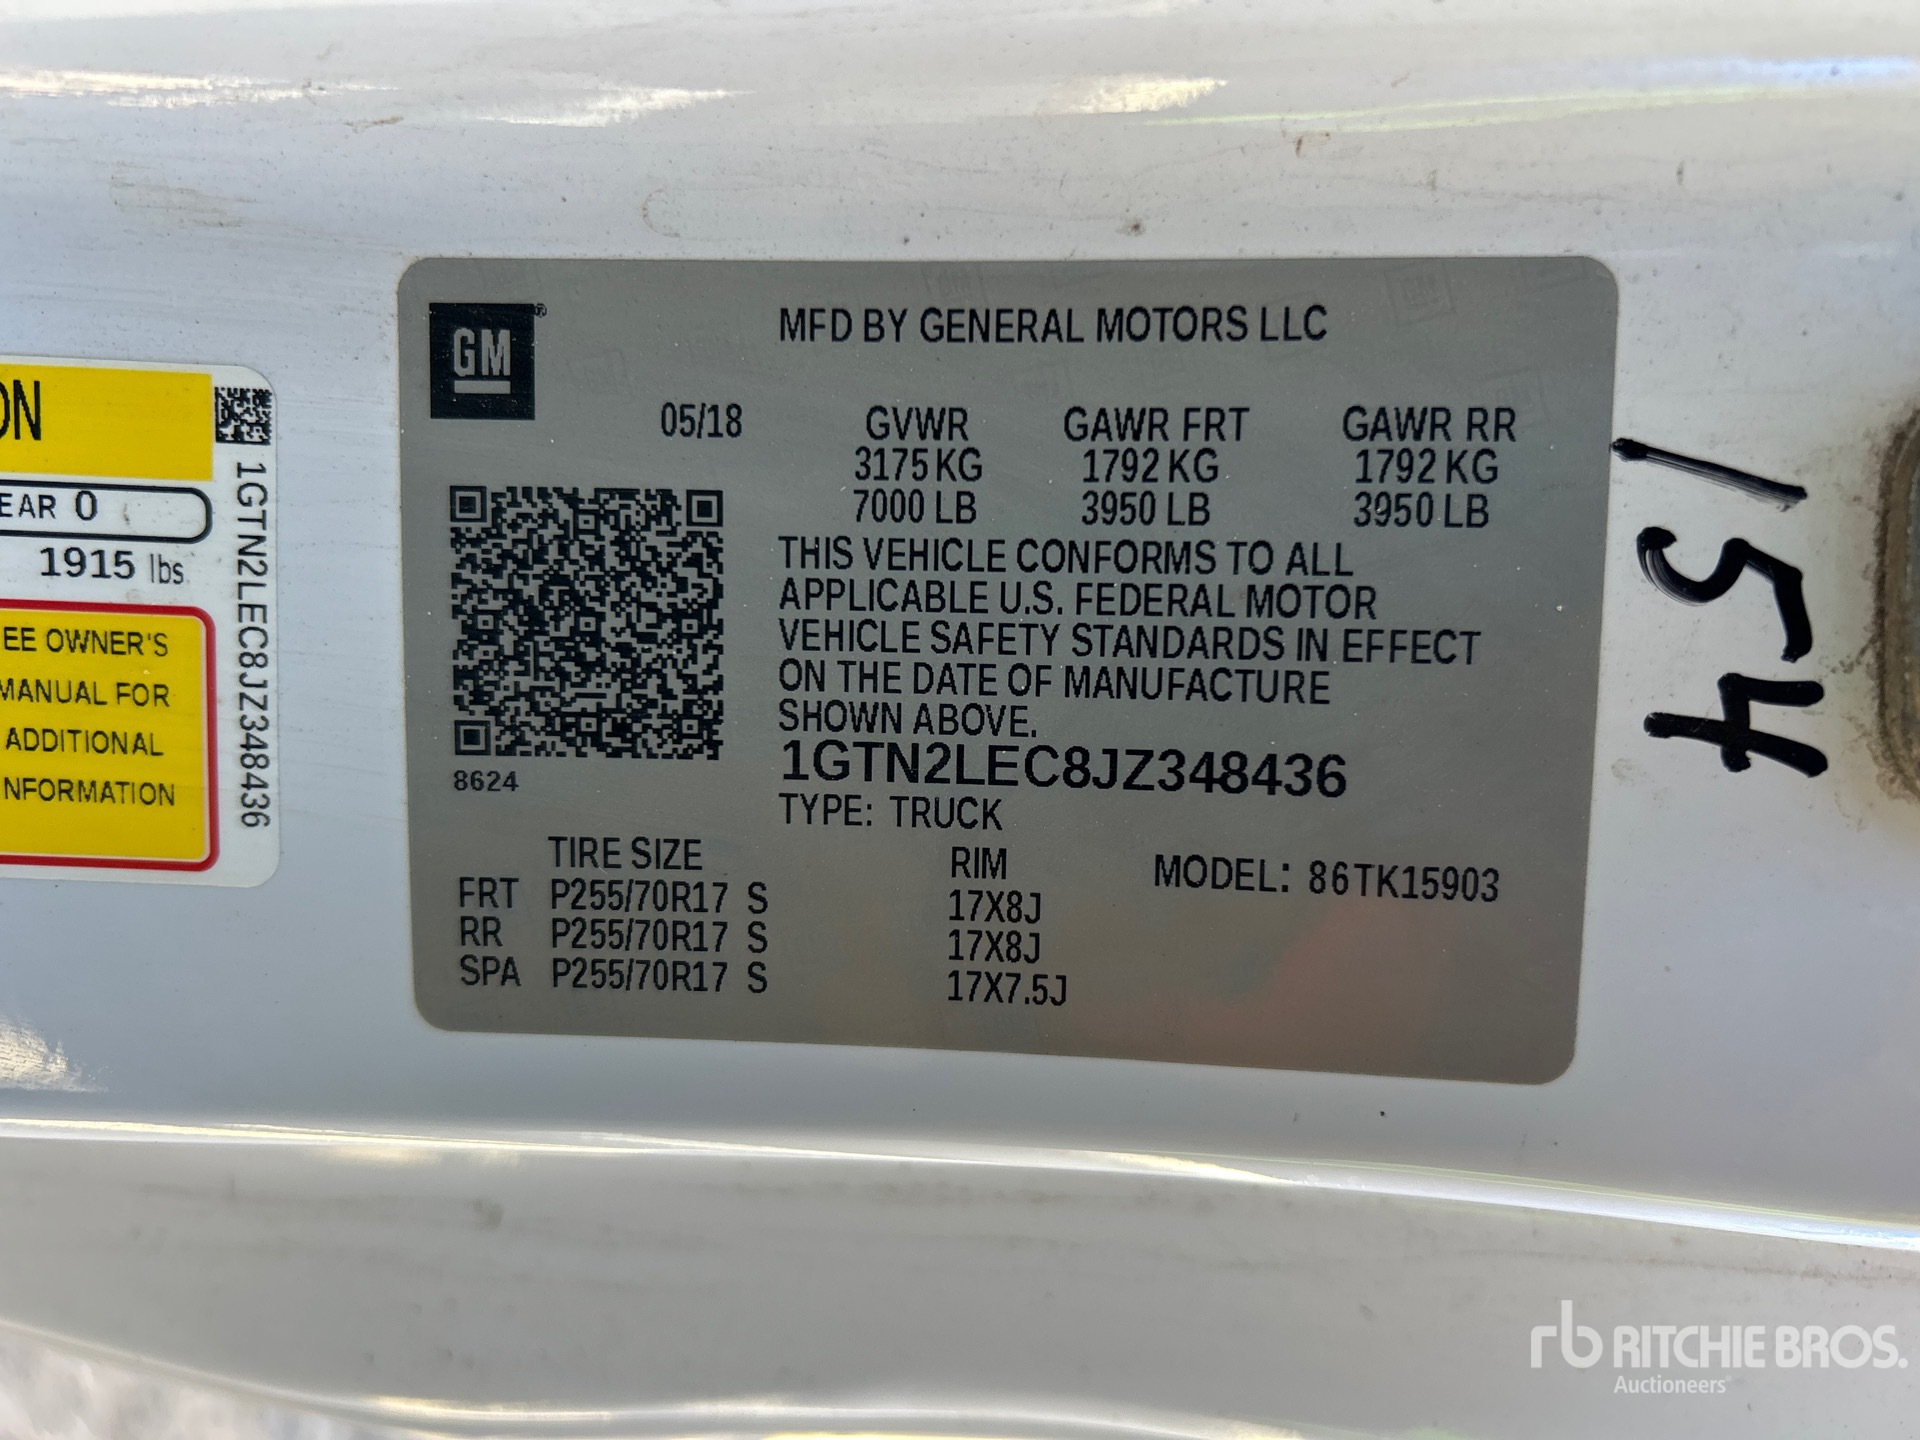 ON
EAR 0
1915 lbs
EE OWNER'S
MANUAL FOR
ADDITIONAL
NFORMATION
1GTN2LEC8JZ348436
GM®
MFD BY GENERAL MOTORS LLC
05/18 GVWR GAWR FRT GAWR RR
3175 KG 1792 KG 1792 KG
7000 LB 3950 LB 3950 LB
THIS VEHICLE CONFORMS TO ALL
APPLICABLE U.S. FEDERAL MOTOR
VEHICLE SAFETY STANDARDS IN EFFECT
ON THE DATE OF MANUFACTURE
SHOWN ABOVE.
1GTN2LEC8JZ348436
8624
TYPE: TRUCK
TIRE SIZE RIM MODEL: 86TK15903
FRT P255/70R17 S 17X8J
RR P255/70R17 S 17X8J
SPA P255/70R17 S 17X7.5J
154
rb RITCHIE BROS.
Auctioneers